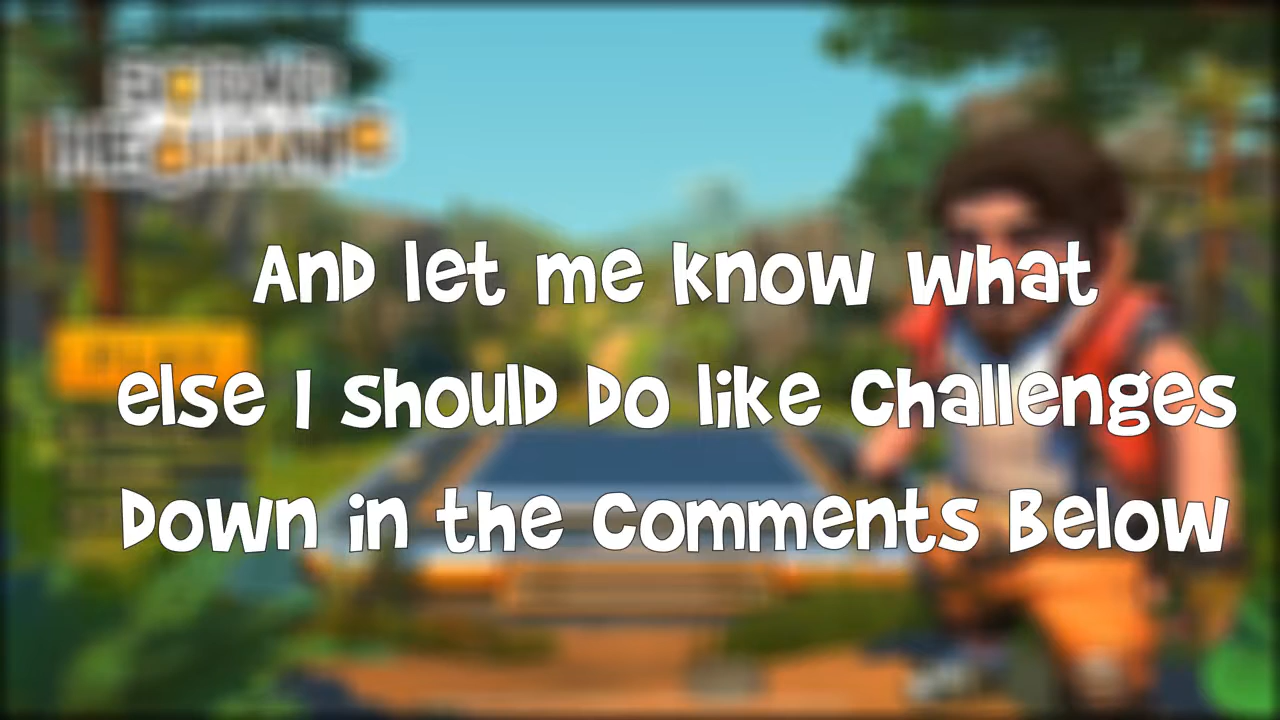 And let me know what
else I should do like challenges
Down in the comments Below